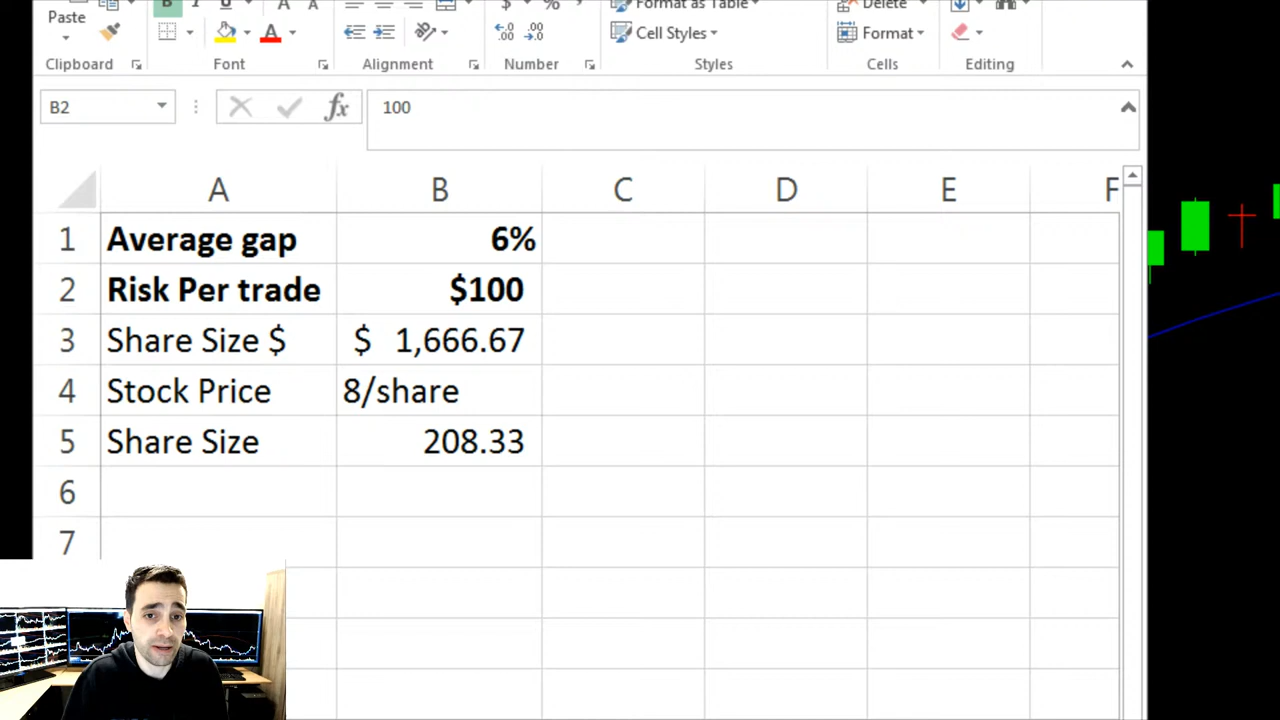 Format as Table
Delete
Paste
Cell Styles
Format
Clipboard
Font
Alignment
Number
Styles
Cells
Editing
B2
fx
100
A B C D E F
1 Average gap 6%
2 Risk Per trade $100
3 Share Size $ $ 1,666.67
4 Stock Price 8/share
5 Share Size 208.33
6
7